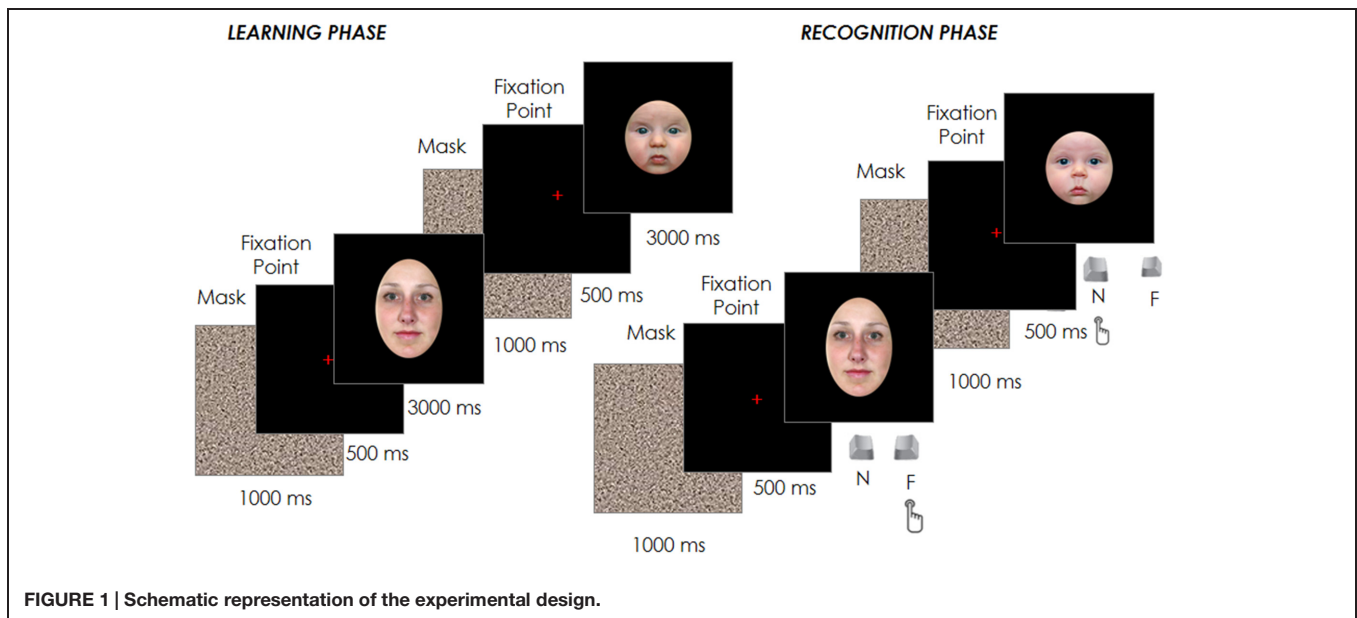 LEARNING PHASE
Mask
Fixation
Point
1000 ms
500 ms
3000 ms
Mask
Fixation
Point
1000 ms
500 ms
3000 ms
RECOGNITION PHASE
Mask
Fixation
Point
1000 ms
500 ms
N F
Mask
Fixation
Point
1000 ms
500 ms
N F
FIGURE 1 | Schematic representation of the experimental design.